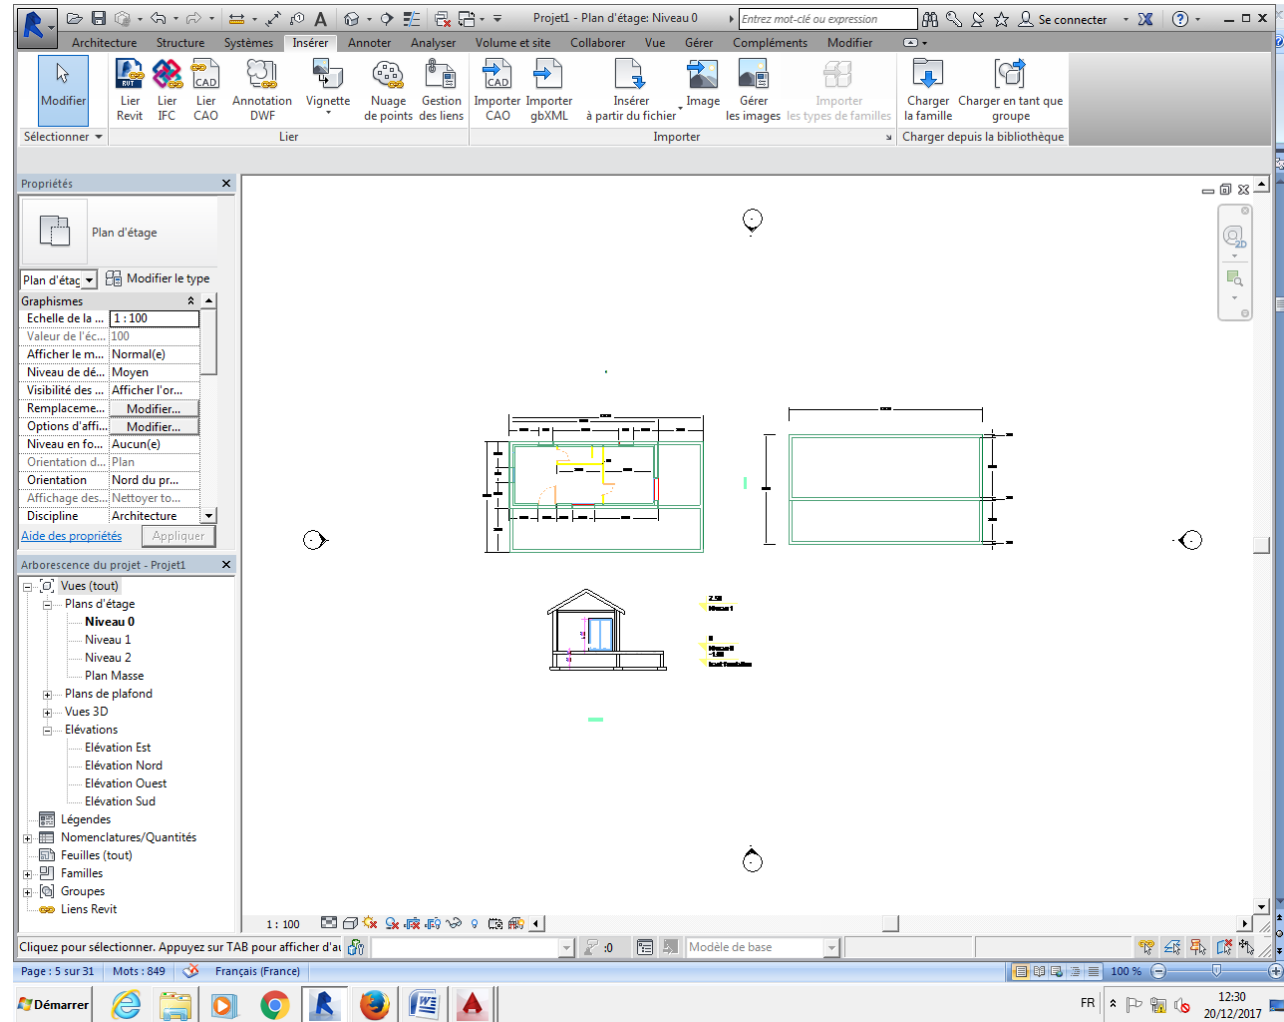 Projet1 - Plan d'étage: Niveau 0
Entrez mot-clé ou expression
Se connecter
Architecture Structure Systèmes Insérer Annoter Analyser Volume et site Collaborer Vue Gérer Compléments Modifier
Modifier
Lier Revit
Lier IFC
Lier CAO
Annotation DWF
Vignette
Nuage de points
Gestion des liens
Importer CAO
Importer gbXML
Insérer à partir du fichier
Image
Gérer les images
Importer les types de familles
Charger la famille
Charger en tant que groupe
Sélectionner
Lier
Importer
Charger depuis la bibliothèque
Propriétés
Plan d'étage
Plan d'étag
Modifier le type
Graphismes
Echelle de la ... 1 : 100
Valeur de l'éc... 100
Afficher le m... Normal(e)
Niveau de dé... Moyen
Visibilité des ... Afficher l'or...
Remplaceme... Modifier...
Options d'affi... Modifier...
Niveau en fo... Aucun(e)
Orientation d... Plan
Orientation Nord du pr...
Affichage des... Nettoyer to...
Discipline Architecture
Aide des propriétés
Appliquer
Arborescence du projet - Projet1
Vues (tout)
Plans d'étage
Niveau 0
Niveau 1
Niveau 2
Plan Masse
Plans de plafond
Vues 3D
Elévations
Elévation Est
Elévation Nord
Elévation Ouest
Elévation Sud
Légendes
Nomenclatures/Quantités
Feuilles (tout)
Familles
Groupes
Liens Revit
2D
Niveau 1
1 : 100
Cliquez pour sélectionner. Appuyez sur TAB pour afficher d'au
:0
Modèle de base
Page : 5 sur 31
Mots : 849
Français (France)
100 %
Démarrer
FR
12:30
20/12/2017